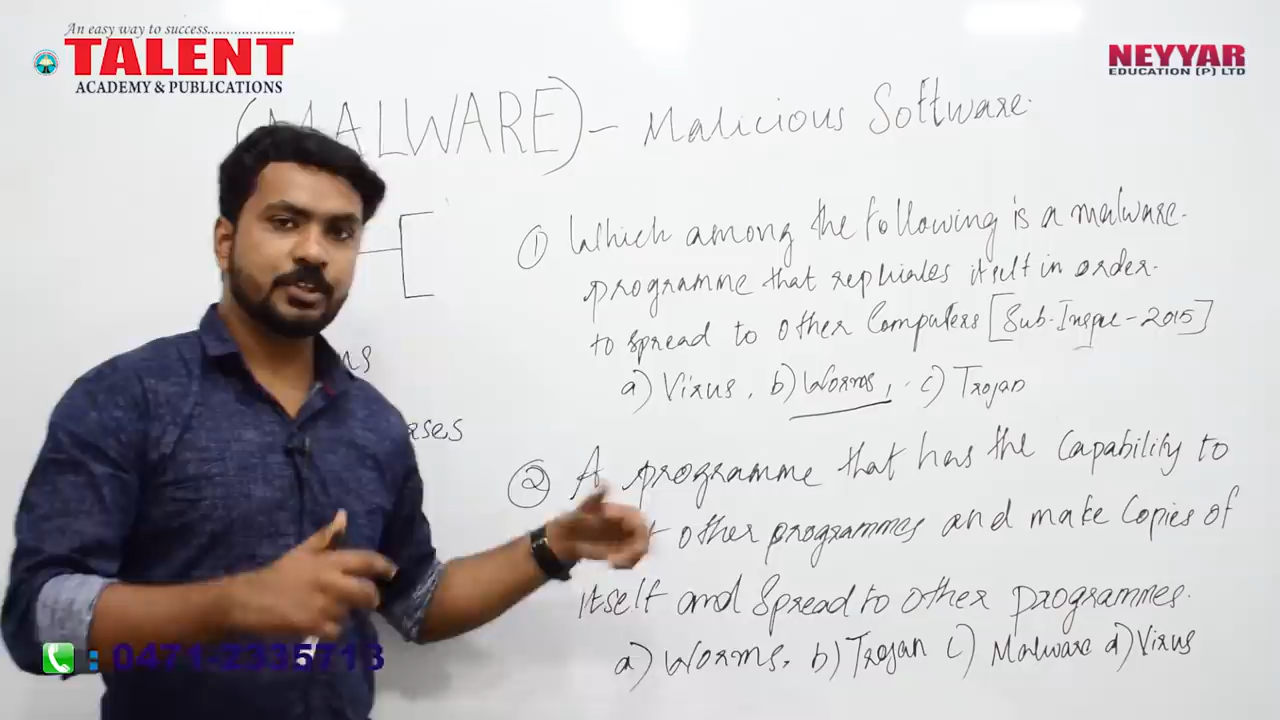 An easy way to success....................
TALENT
ACADEMY & PUBLICATIONS
NEYYAR
EDUCATION (P) LTD
(MALWARE) - Malicious Software.
① Which among the following is a malware.
programme that repliates itself in order.
to spread to other Computers [Sub-Inspe-2015]
a) Virus, b) Worms, c) Trojan
② A programme that has the Capability to
other programmes and make Copies of
itself and Spread to other programmes.
a) Worms, b) Trojan c) Malware d) Virus
: 0471-2335713